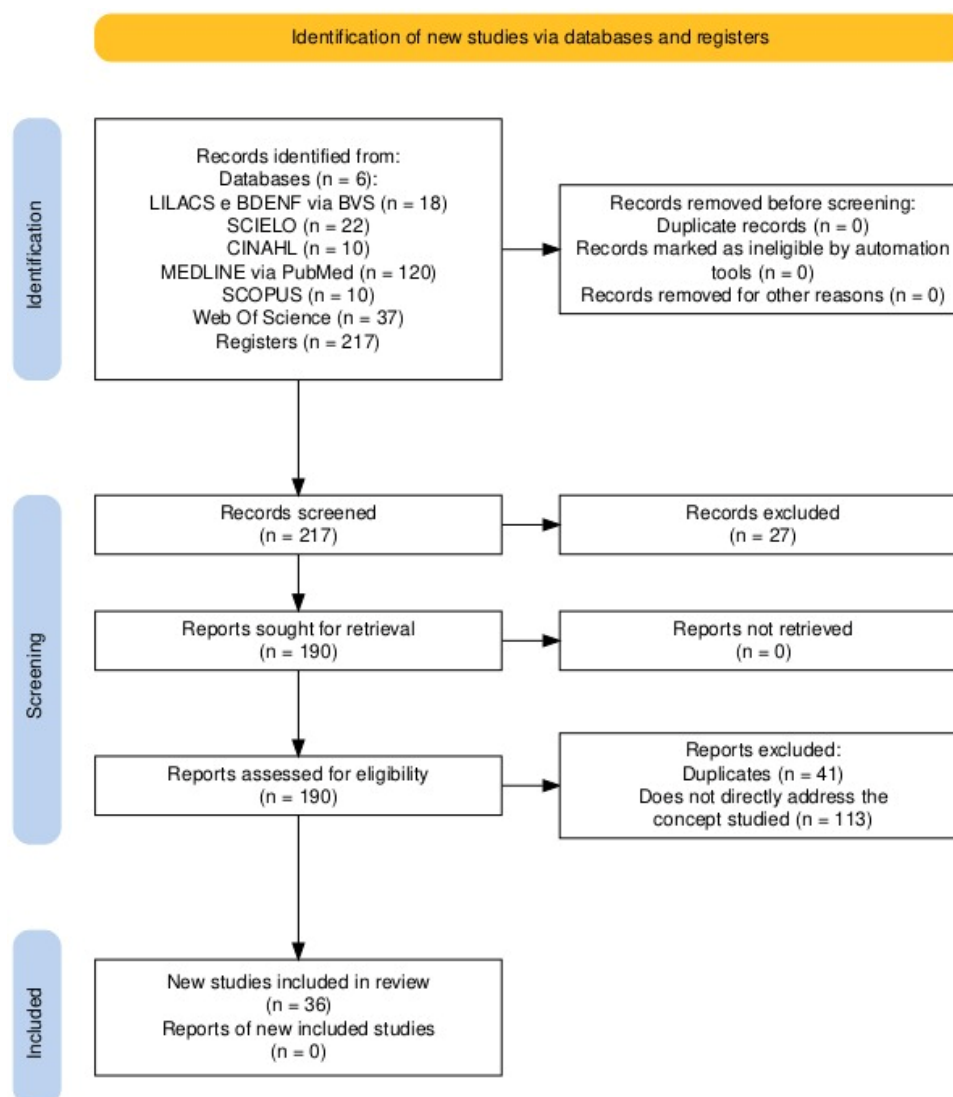 Identification of new studies via databases and registers
Identification
Records identified from:
Databases (n = 6):
LILACS e BDENF via BVS (n = 18)
SCIELO (n = 22)
CINAHL (n = 10)
MEDLINE via PubMed (n = 120)
SCOPUS (n = 10)
Web Of Science (n = 37)
Registers (n = 217)
Records removed before screening:
Duplicate records (n = 0)
Records marked as ineligible by automation
tools (n = 0)
Records removed for other reasons (n = 0)
Screening
Records screened
(n = 217)
Records excluded
(n = 27)
Reports sought for retrieval
(n = 190)
Reports not retrieved
(n = 0)
Reports assessed for eligibility
(n = 190)
Reports excluded:
Duplicates (n = 41)
Does not directly address the
concept studied (n = 113)
Included
New studies included in review
(n = 36)
Reports of new included studies
(n = 0)